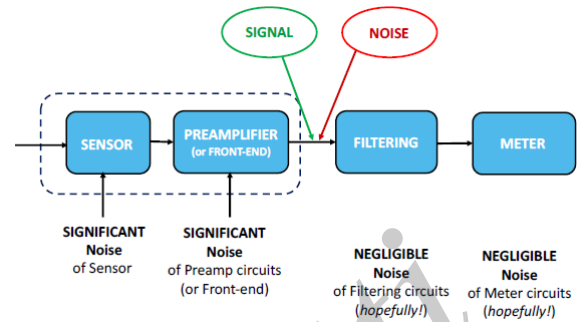 SIGNAL
NOISE
SENSOR
PREAMPLIFIER
(or FRONT-END)
FILTERING
METER
SIGNIFICANT
Noise
of Sensor
SIGNIFICANT
Noise
of Preamp circuits
(or Front-end)
NEGLIGIBLE
Noise
of Filtering circuits
(hopefully!)
NEGLIGIBLE
Noise
of Meter circuits
(hopefully!)